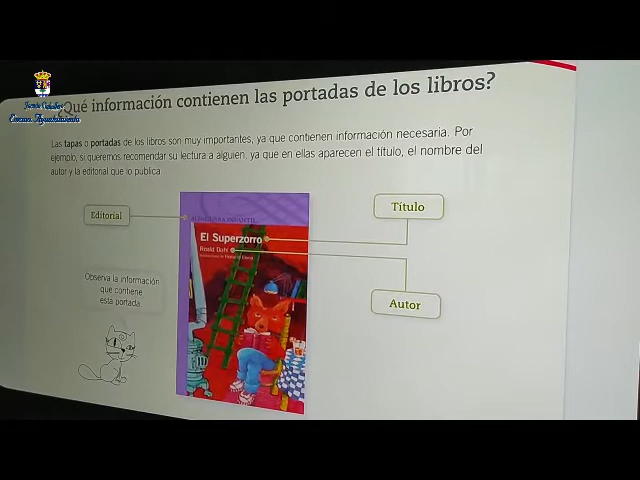 ¿Qué información contienen las portadas de los libros?
Las tapas o portadas de los libros son muy importantes, ya que contienen información necesaria. Por
ejemplo, si queremos recomendar su lectura a alguien, ya que en ellas aparecen el título, el nombre del
autor y la editorial que lo publica.
Editorial
Título
El Superzorro
Roald Dahl
Autor
Observa la información
que contiene
esta portada.